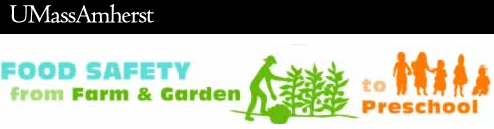 UMassAmherst
FOOD SAFETY
from Farm & Garden
to
Preschool